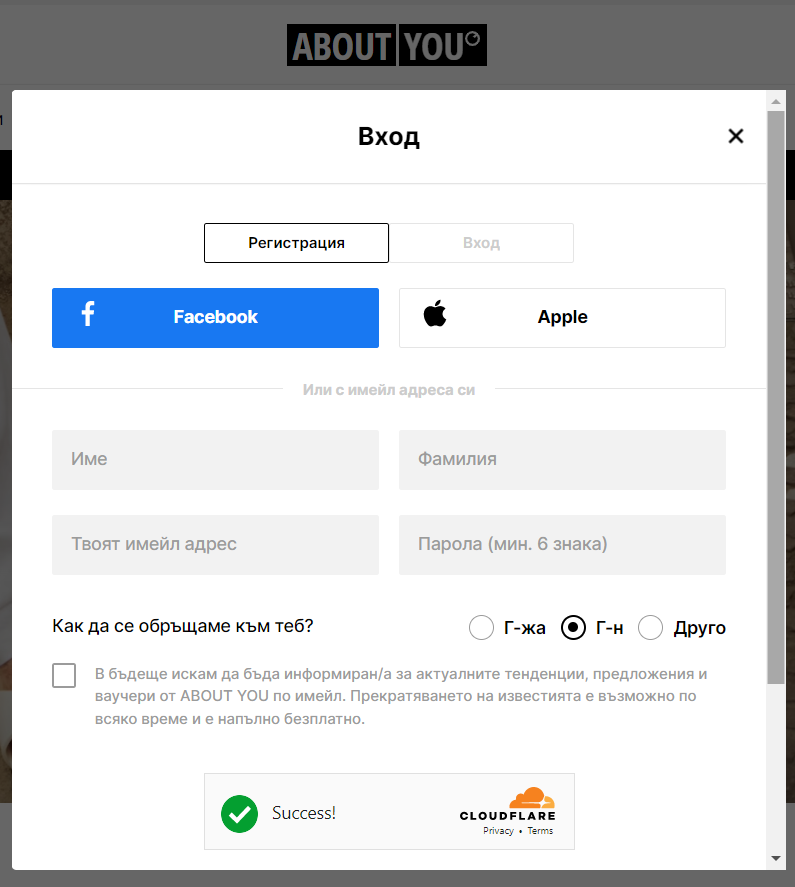 ABOUT YOU
Вход
Регистрация
Вход
Facebook
Apple
Или с имейл адреса си
Име
Фамилия
Твоят имейл адрес
Парола (мин. 6 знака)
Как да се обръщаме към теб?
Г-жа
Г-н
Друго
В бъдеще искам да бъда информиран/а за актуалните тенденции, предложения и
ваучери от ABOUT YOU по имейл. Прекратяването на известията е възможно по
всяко време и е напълно безплатно.
Success!
CLOUDFLARE
Privacy • Terms